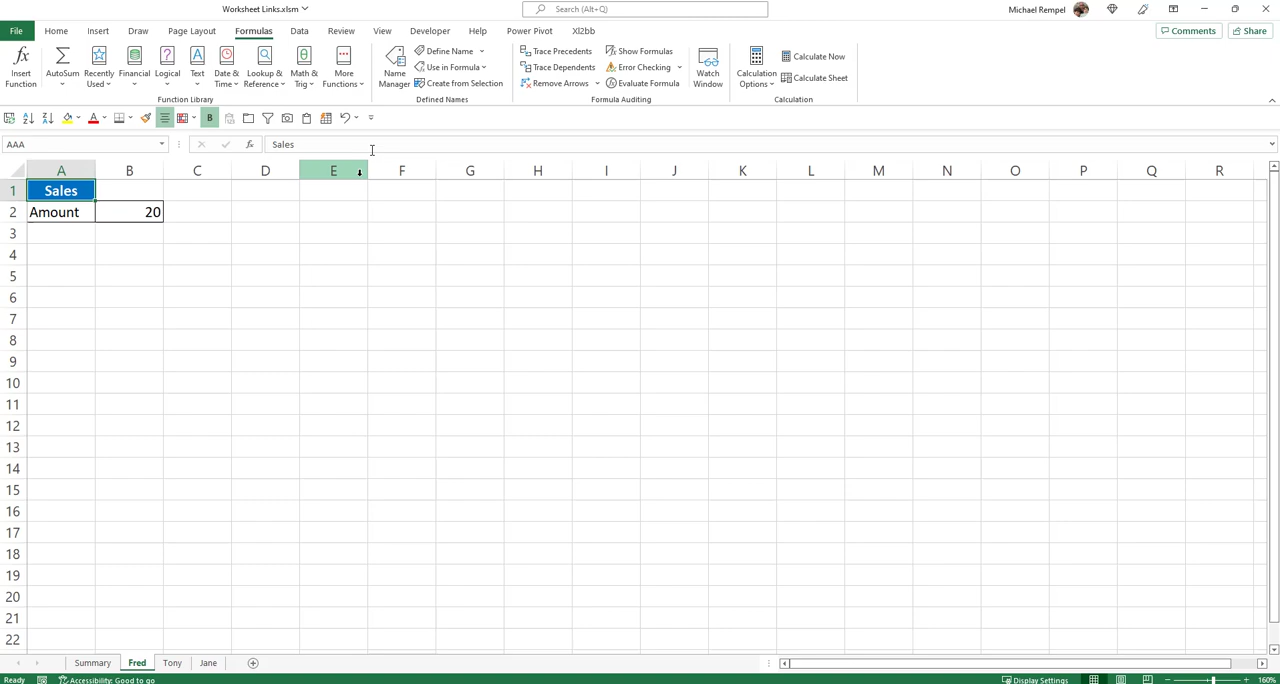 Worksheet Links.xlsm
Search (Alt+Q)
Michael Rempel
File Home Insert Draw Page Layout Formulas Data Review View Developer Help Power Pivot Xl2bb
Comments Share
Insert Function
AutoSum
Recently Used
Financial
Logical
Text
Date & Time
Lookup & Reference
Math & Trig
More Functions
Function Library
Name Manager
Define Name
Use in Formula
Create from Selection
Defined Names
Trace Precedents
Trace Dependents
Remove Arrows
Show Formulas
Error Checking
Evaluate Formula
Formula Auditing
Watch Window
Calculation Options
Calculate Now
Calculate Sheet
Calculation
AAA
fx Sales
A B C D E F G H I J K L M N O P Q R
1 Sales
2 Amount 20
3
4
5
6
7
8
9
10
11
12
13
14
15
16
17
18
19
20
21
22
Summary Fred Tony Jane
Ready Accessibility: Good to go Display Settings 160%